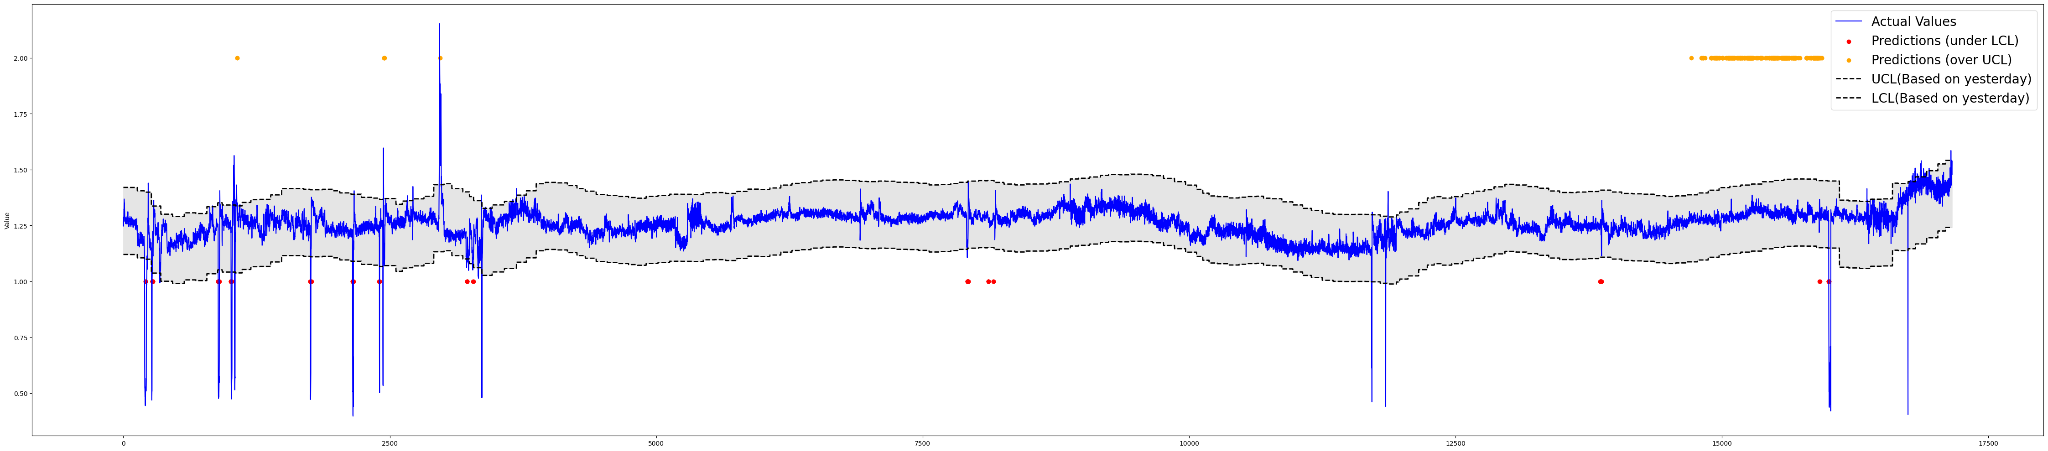 Actual Values
Predictions (under LCL)
Predictions (over UCL)
UCL(Based on yesterday)
LCL(Based on yesterday)
2.00
1.75
1.50
1.25
1.00
0.75
0.50
Value
0 2500 5000 7500 10000 12500 15000 17500